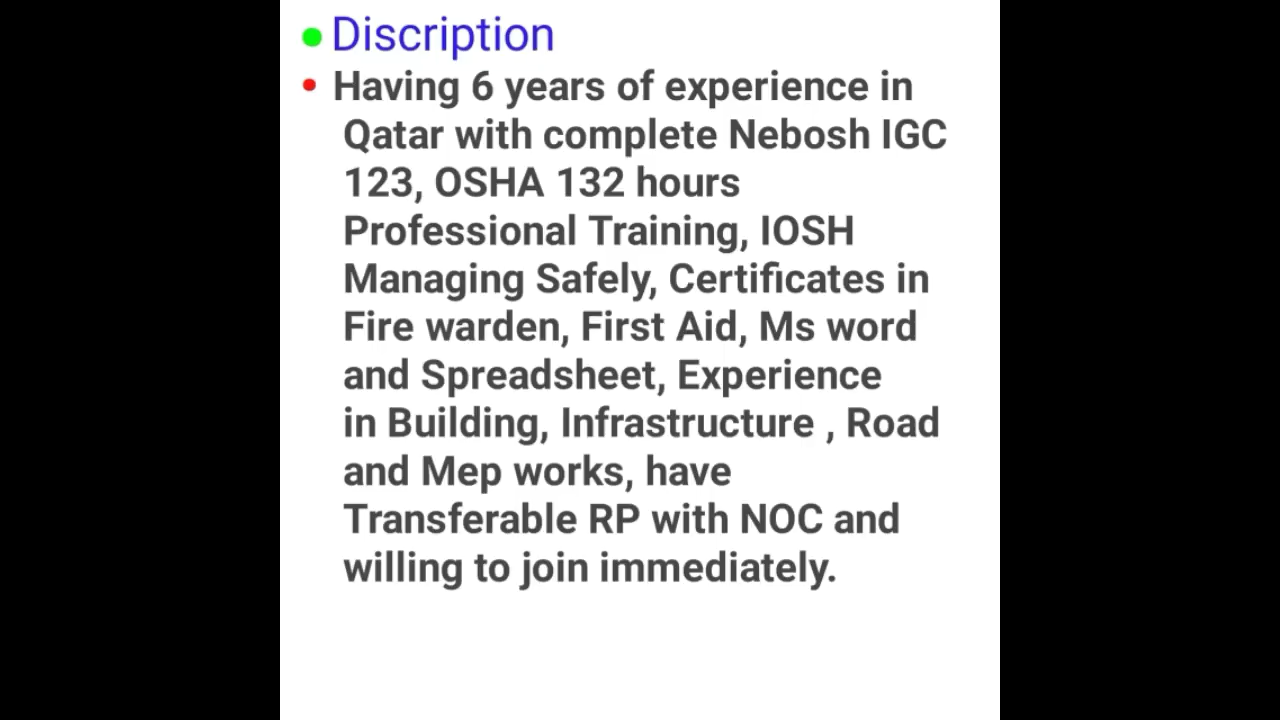 Discription
Having 6 years of experience in
Qatar with complete Nebosh IGC
123, OSHA 132 hours
Professional Training, IOSH
Managing Safely, Certificates in
Fire warden, First Aid, Ms word
and Spreadsheet, Experience
in Building, Infrastructure , Road
and Mep works, have
Transferable RP with NOC and
willing to join immediately.